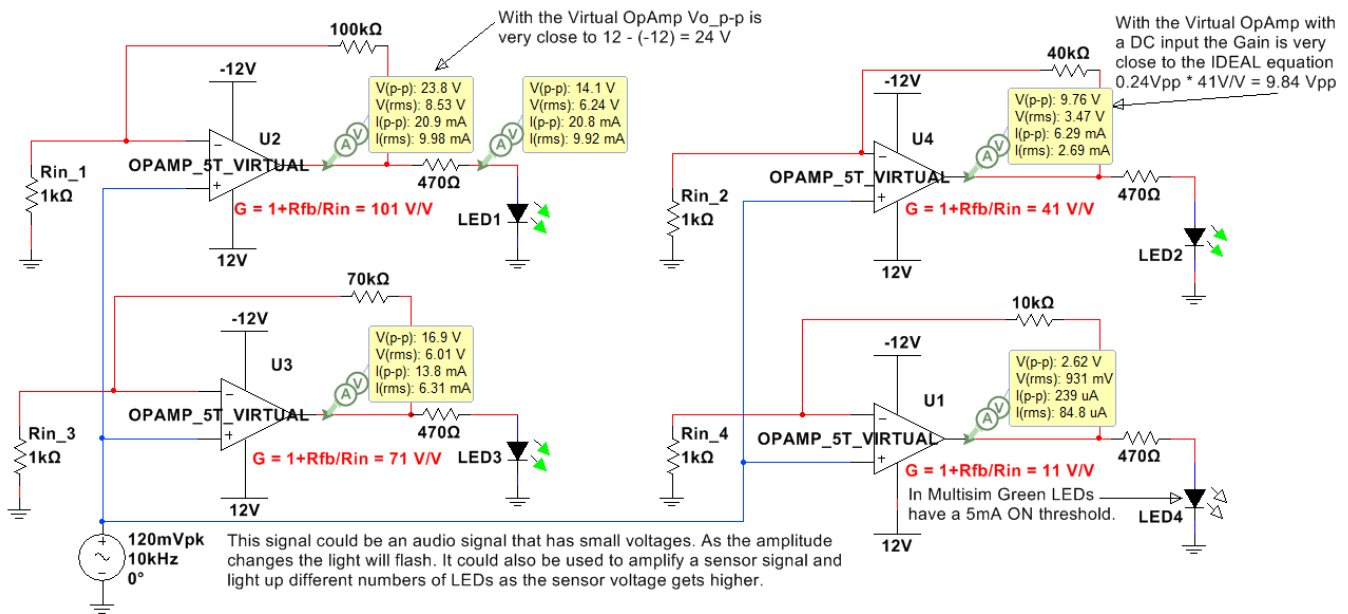 With the Virtual OpAmp Vo_p-p is
very close to 12 - (-12) = 24 V
100kΩ
-12V
V(p-p): 23.8 V
V(rms): 8.53 V
I(p-p): 20.9 mA
I(rms): 9.98 mA
V(p-p): 14.1 V
V(rms): 6.24 V
I(p-p): 20.8 mA
I(rms): 9.92 mA
A
V
A
V
U2
OPAMP_5T_VIRTUAL
Rin_1
1kΩ
470Ω
G = 1+Rfb/Rin = 101 V/V
LED1
12V
With the Virtual OpAmp with
a DC input the Gain is very
close to the IDEAL equation
0.24Vpp * 41V/V = 9.84 Vpp
40kΩ
-12V
V(p-p): 9.76 V
V(rms): 3.47 V
I(p-p): 6.29 mA
I(rms): 2.69 mA
A
V
U4
OPAMP_5T_VIRTUAL
Rin_2
1kΩ
470Ω
G = 1+Rfb/Rin = 41 V/V
LED2
12V
70kΩ
-12V
V(p-p): 16.9 V
V(rms): 6.01 V
I(p-p): 13.8 mA
I(rms): 6.31 mA
A
V
U3
OPAMP_5T_VIRTUAL
Rin_3
1kΩ
470Ω
G = 1+Rfb/Rin = 71 V/V
LED3
12V
10kΩ
-12V
V(p-p): 2.62 V
V(rms): 931 mV
I(p-p): 239 uA
I(rms): 84.8 uA
A
V
U1
OPAMP_5T_VIRTUAL
Rin_4
1kΩ
470Ω
G = 1+Rfb/Rin = 11 V/V
In Multisim Green LEDs
have a 5mA ON threshold.
LED4
12V
120mVpk
10kHz
0°
This signal could be an audio signal that has small voltages. As the amplitude
changes the light will flash. It could also be used to amplify a sensor signal and
light up different numbers of LEDs as the sensor voltage gets higher.